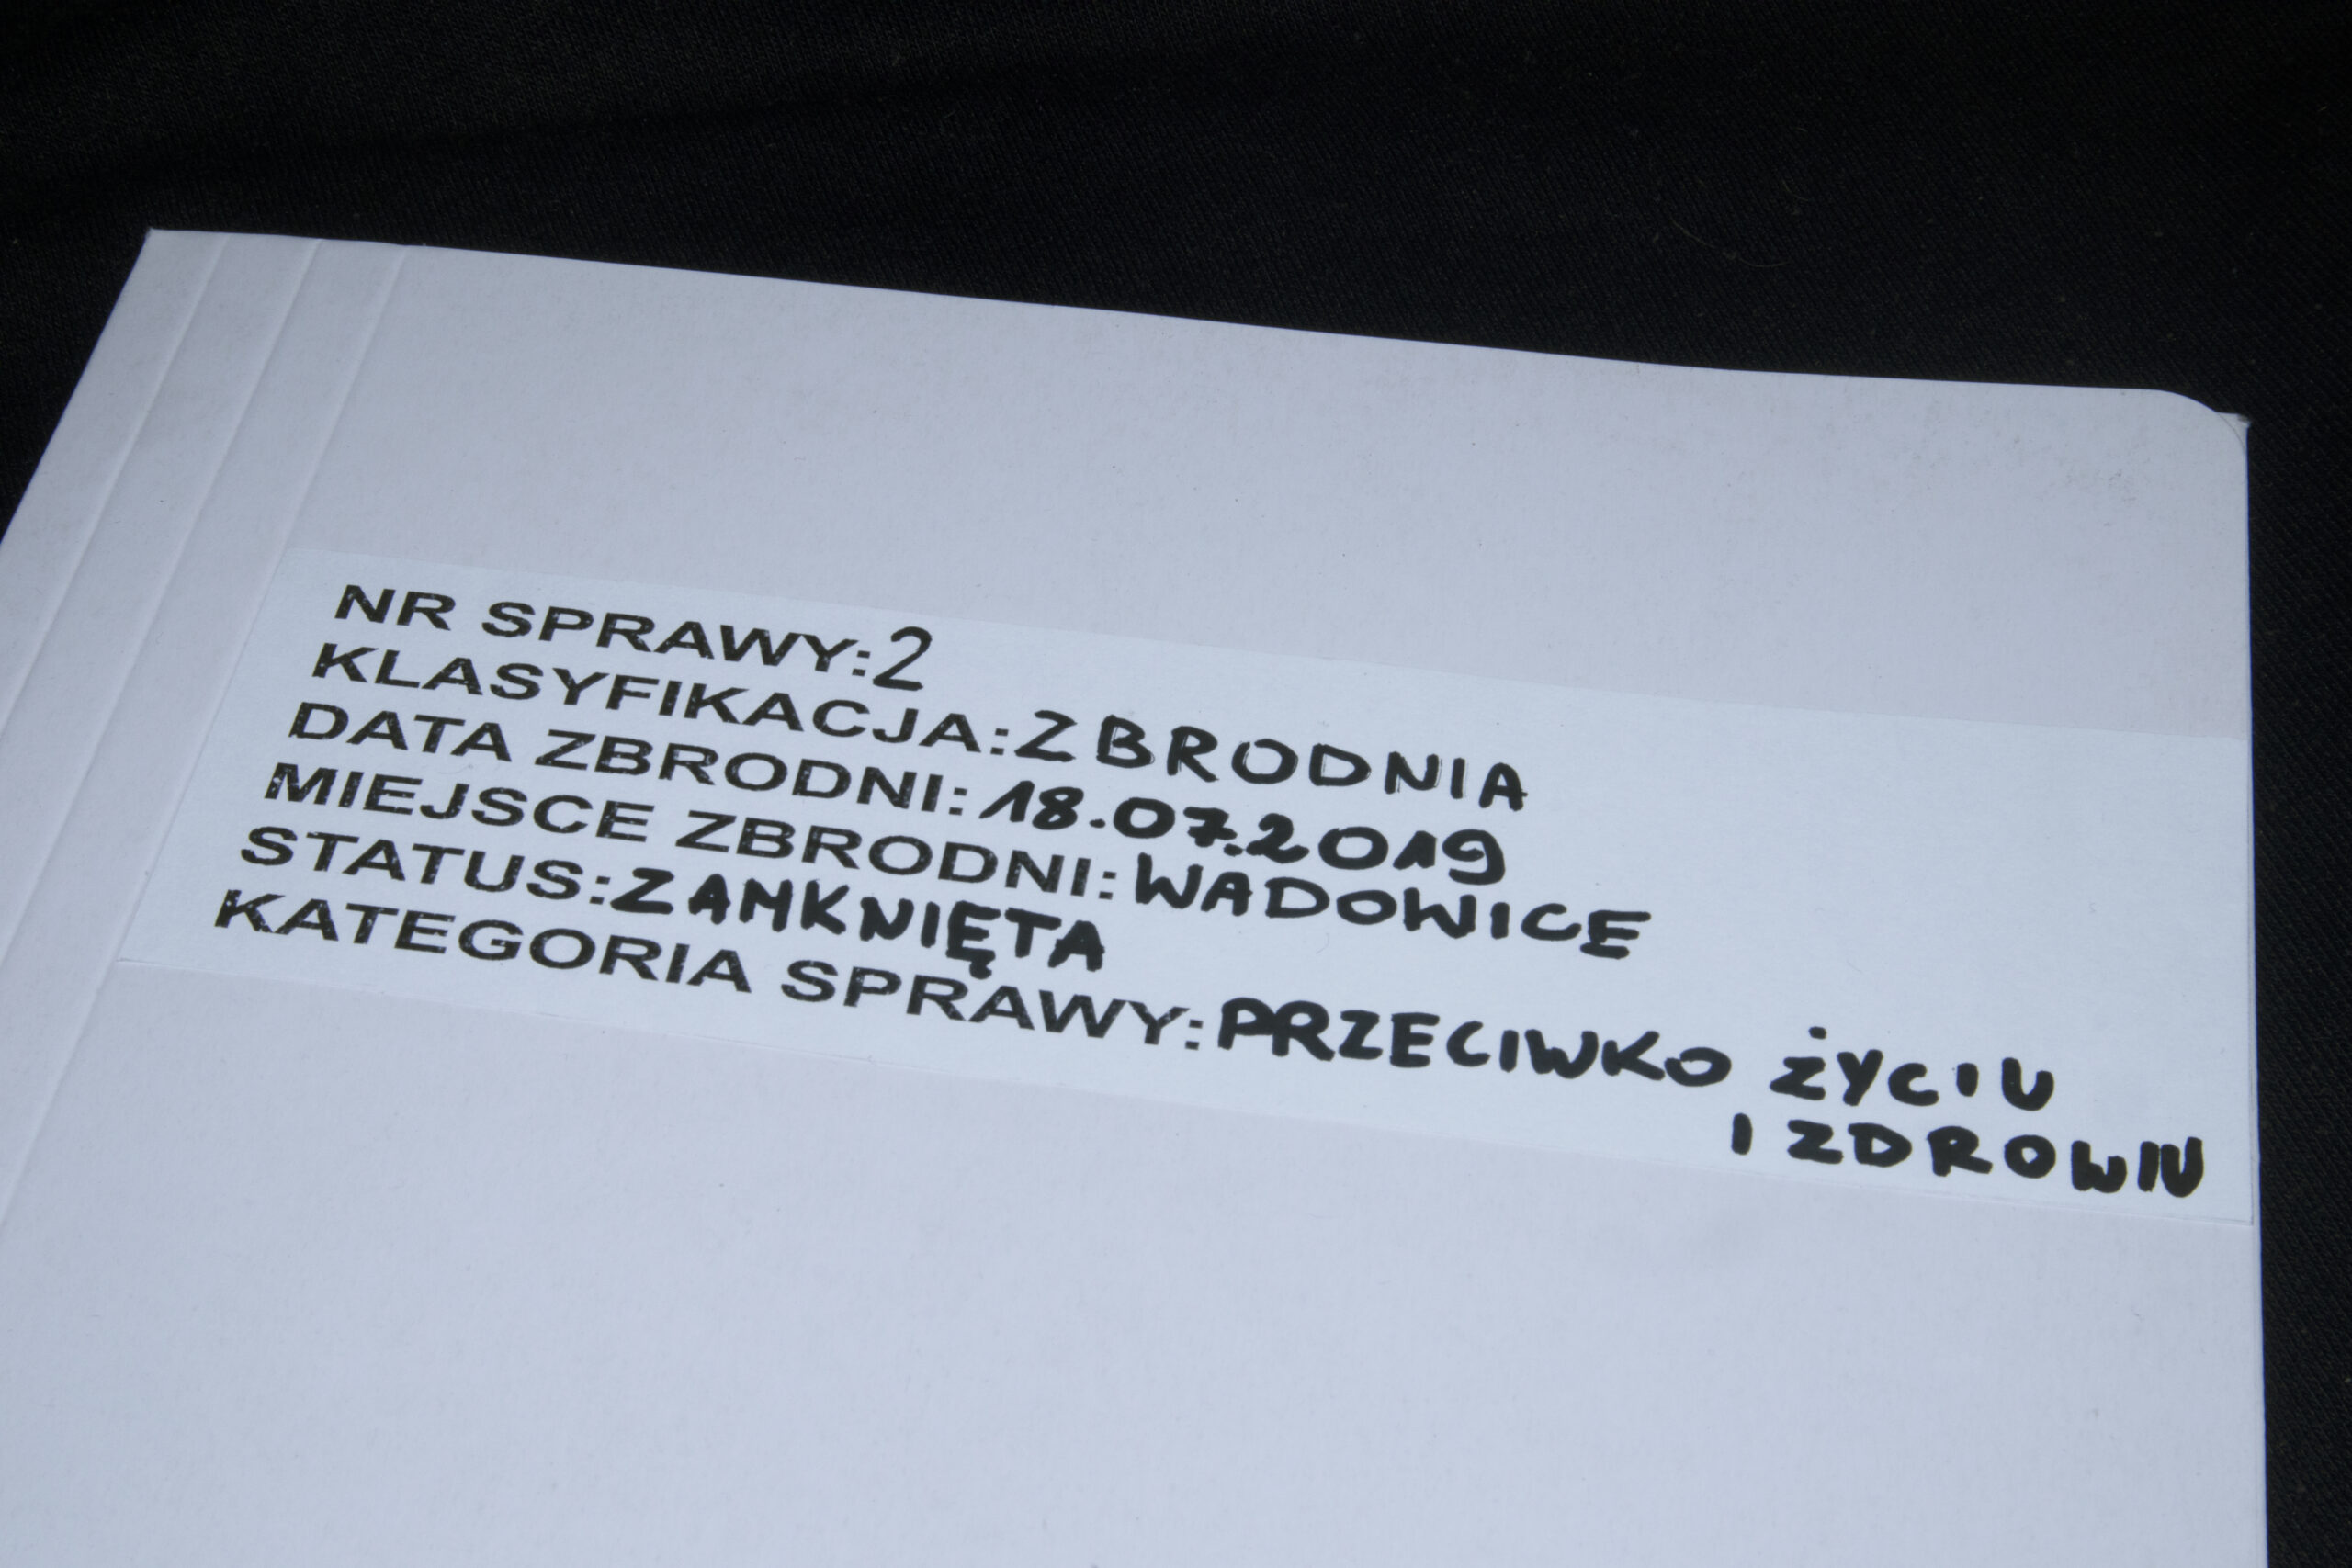 NR SPRAWY: 2
KLASYFIKACJA: ZBRODNIA
DATA ZBRODNI: 18.07.2019
MIEJSCE ZBRODNI: WADOWICE
STATUS: ZAMKNIĘTA
KATEGORIA SPRAWY: PRZECIWKO ŻYCIU
I ZDROWIU